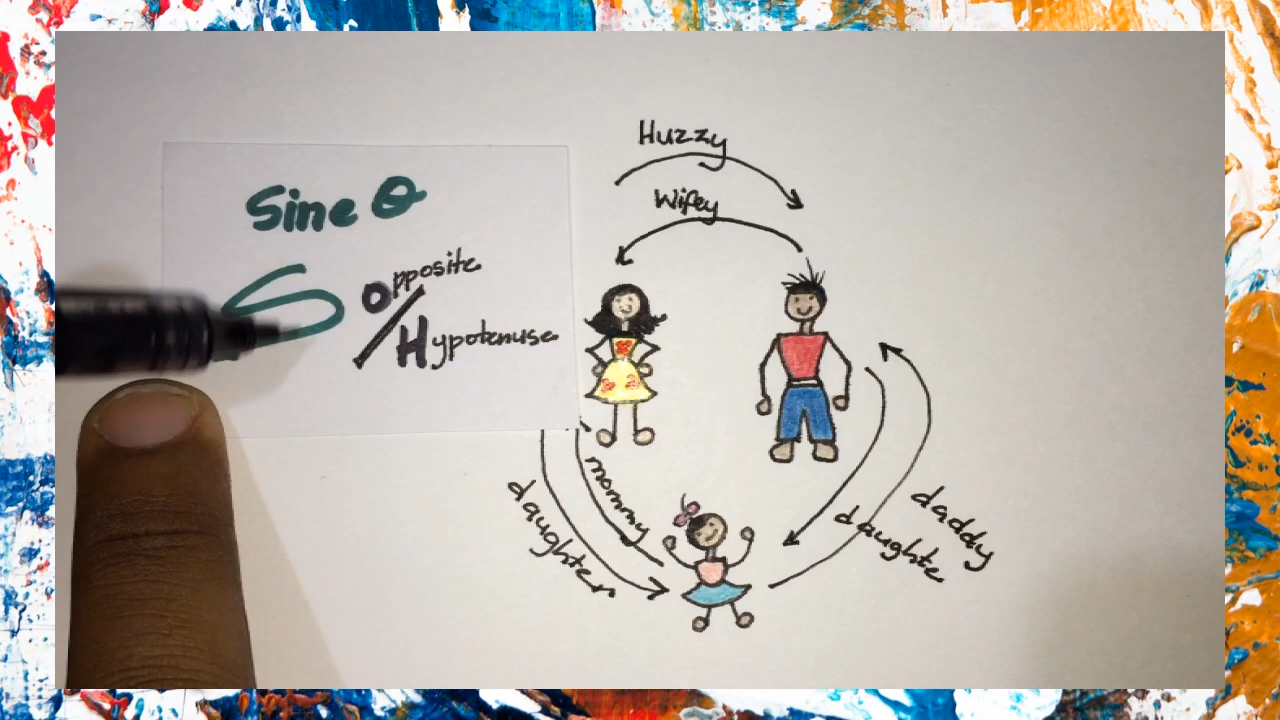 Huzzy
Wifey
Sine θ
S Opposite
/Hypotenuse
mommy
daughter
daddy
daughte